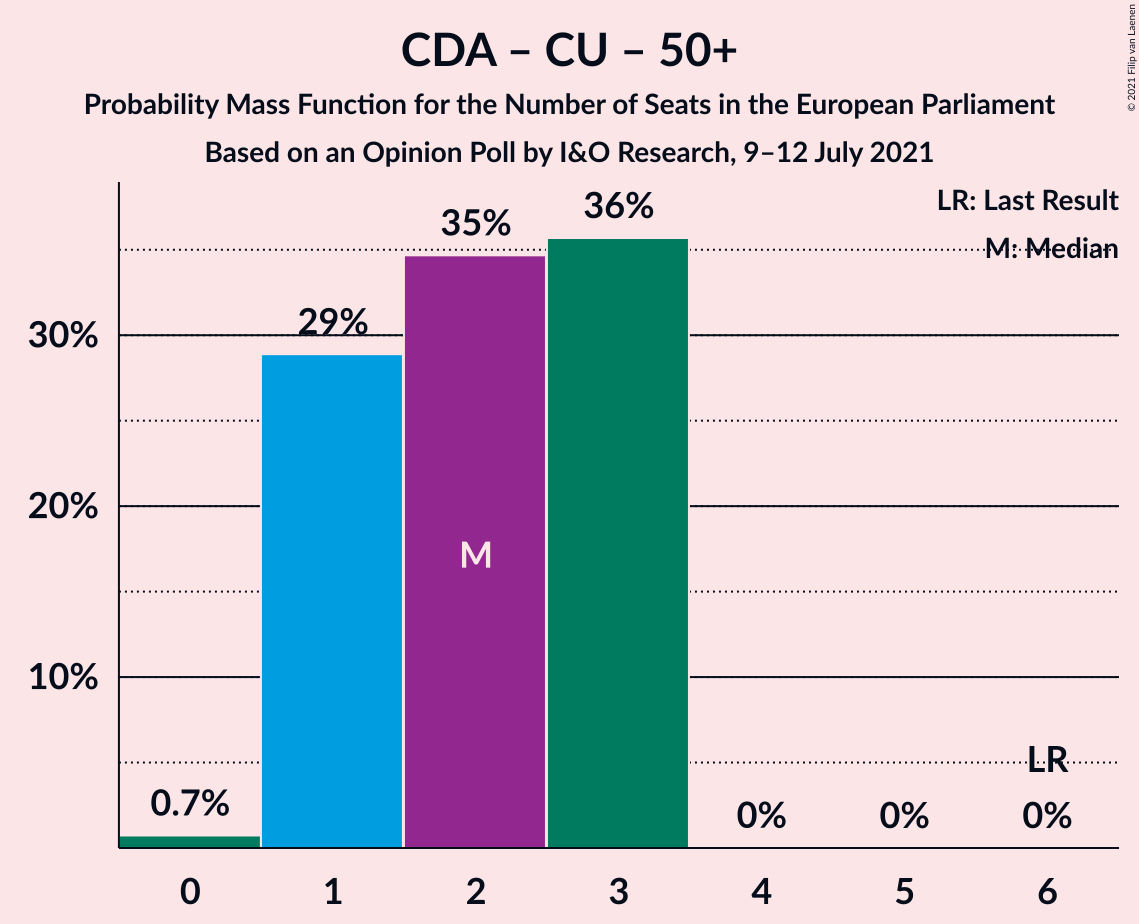 CDA – CU – 50+
Probability Mass Function for the Number of Seats in the European Parliament
Based on an Opinion Poll by I&O Research, 9–12 July 2021
© 2021 Filip van Laenen
LR: Last Result
M: Median
36%
35%
29%
30%
20%
M
10%
LR
0.7%
0%
0%
0%
0
1
2
3
4
5
6